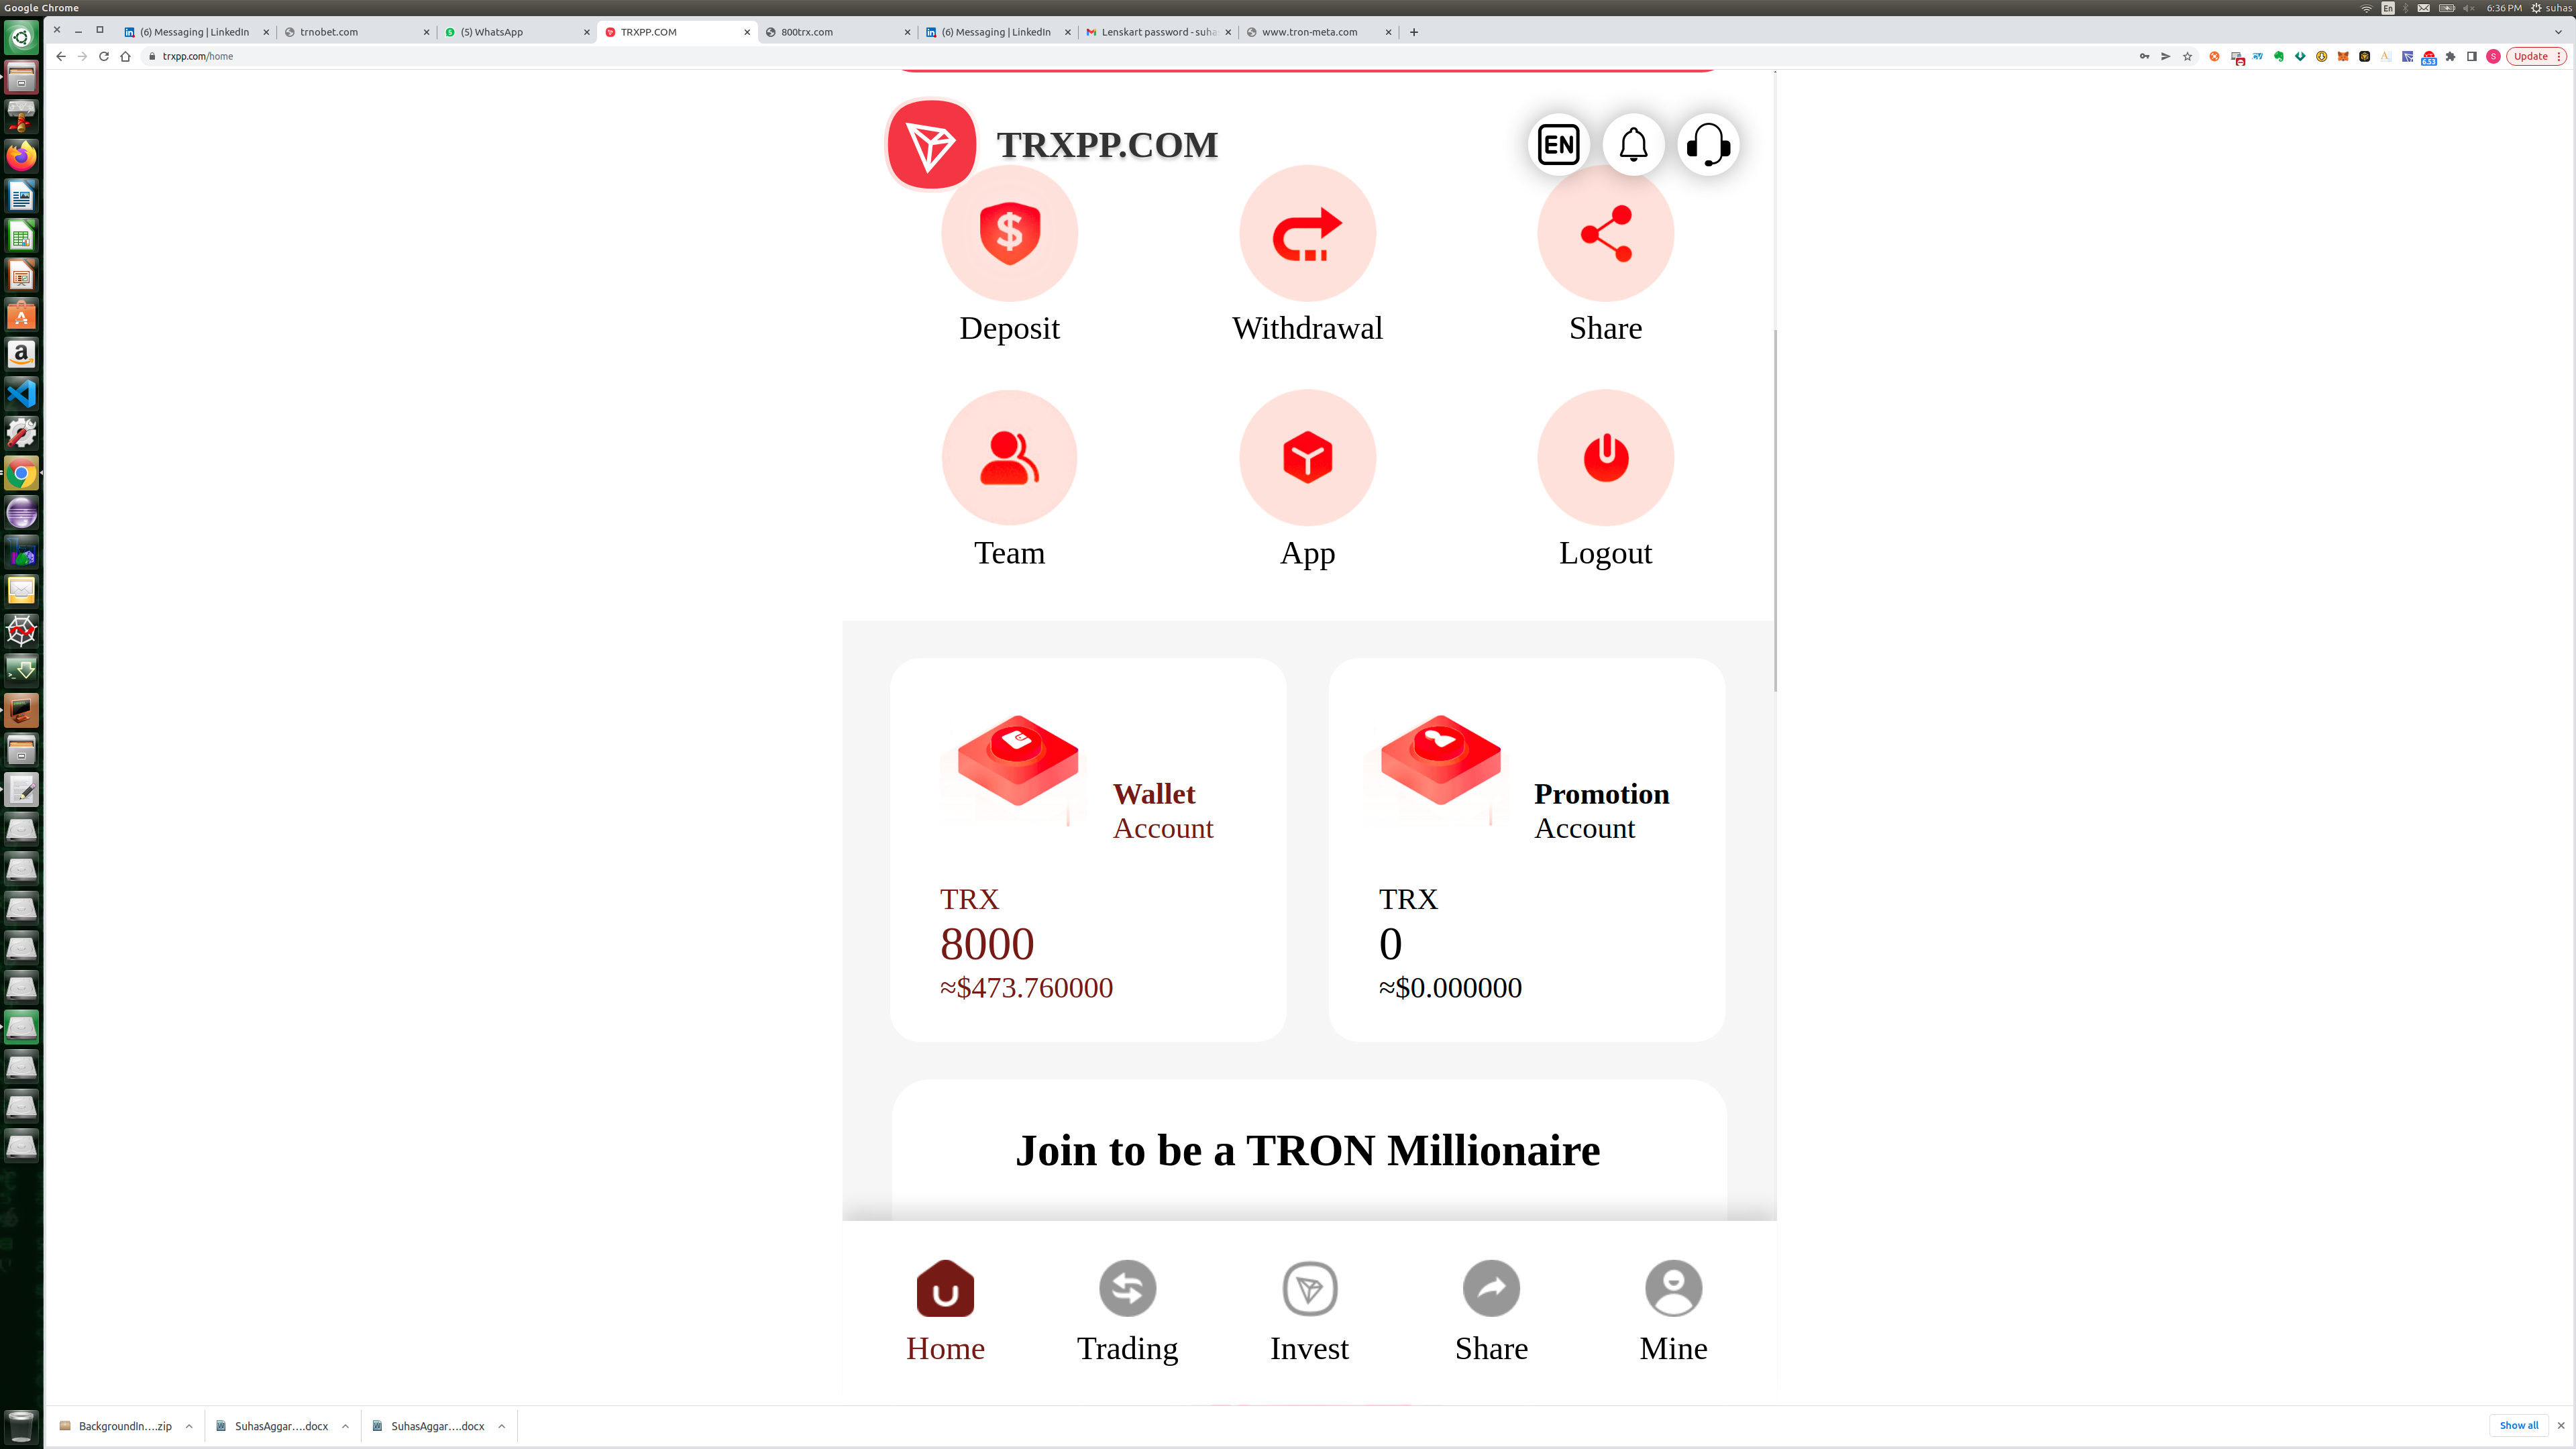 Google Chrome
En
6:36 PM
suhas
(6) Messaging | LinkedIn
trnobet.com
(5) WhatsApp
TRXPP.COM
800trx.com
(6) Messaging | LinkedIn
Lenskart password - suha
www.tron-meta.com
trxpp.com/home
6.53
S
Update
TRXPP.COM
EN
Deposit
Withdrawal
Share
Team
App
Logout
Wallet
Account
TRX
8000
≈$473.760000
Promotion
Account
TRX
0
≈$0.000000
Join to be a TRON Millionaire
Home
Trading
Invest
Share
Mine
BackgroundIn....zip
SuhasAggar....docx
SuhasAggar....docx
Show all